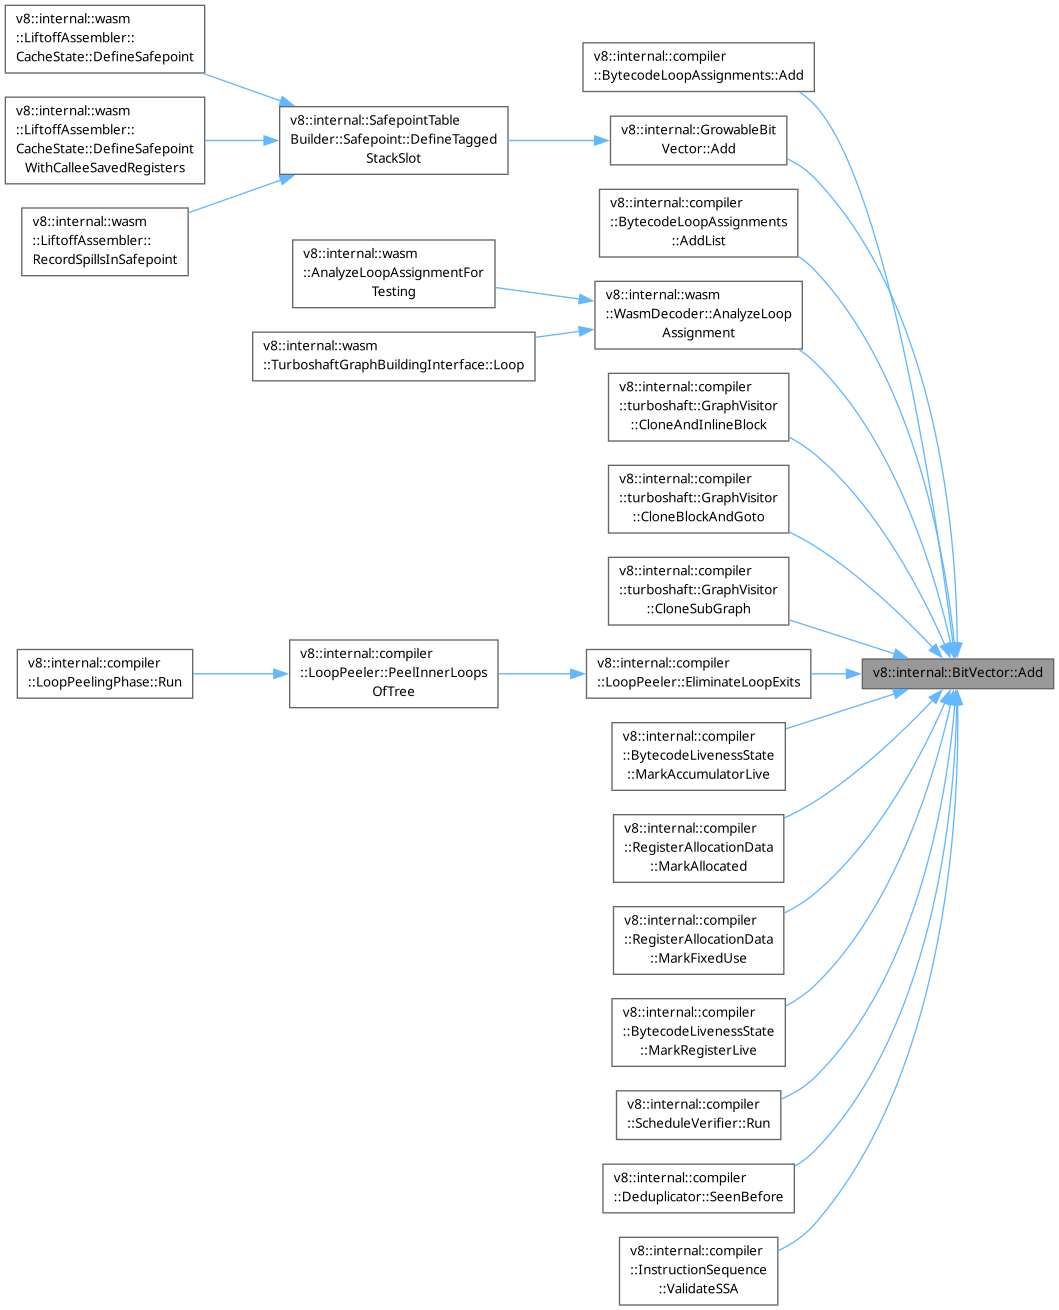 v8::internal::wasm
::LiftoffAssembler::
CacheState::DefineSafepoint
v8::internal::wasm
::LiftoffAssembler::
CacheState::DefineSafepoint
WithCalleeSavedRegisters
v8::internal::wasm
::LiftoffAssembler::
RecordSpillsInSafepoint
v8::internal::SafepointTable
Builder::Safepoint::DefineTagged
StackSlot
v8::internal::wasm
::AnalyzeLoopAssignmentFor
Testing
v8::internal::wasm
::TurboshaftGraphBuildingInterface::Loop
v8::internal::compiler
::LoopPeelingPhase::Run
v8::internal::compiler
::LoopPeeler::PeelInnerLoops
OfTree
v8::internal::compiler
::BytecodeLoopAssignments::Add
v8::internal::GrowableBit
Vector::Add
v8::internal::compiler
::BytecodeLoopAssignments
::AddList
v8::internal::wasm
::WasmDecoder::AnalyzeLoop
Assignment
v8::internal::compiler
::turboshaft::GraphVisitor
::CloneAndInlineBlock
v8::internal::compiler
::turboshaft::GraphVisitor
::CloneBlockAndGoto
v8::internal::compiler
::turboshaft::GraphVisitor
::CloneSubGraph
v8::internal::compiler
::LoopPeeler::EliminateLoopExits
v8::internal::compiler
::BytecodeLivenessState
::MarkAccumulatorLive
v8::internal::compiler
::RegisterAllocationData
::MarkAllocated
v8::internal::compiler
::RegisterAllocationData
::MarkFixedUse
v8::internal::compiler
::BytecodeLivenessState
::MarkRegisterLive
v8::internal::compiler
::ScheduleVerifier::Run
v8::internal::compiler
::Deduplicator::SeenBefore
v8::internal::compiler
::InstructionSequence
::ValidateSSA
v8::internal::BitVector::Add